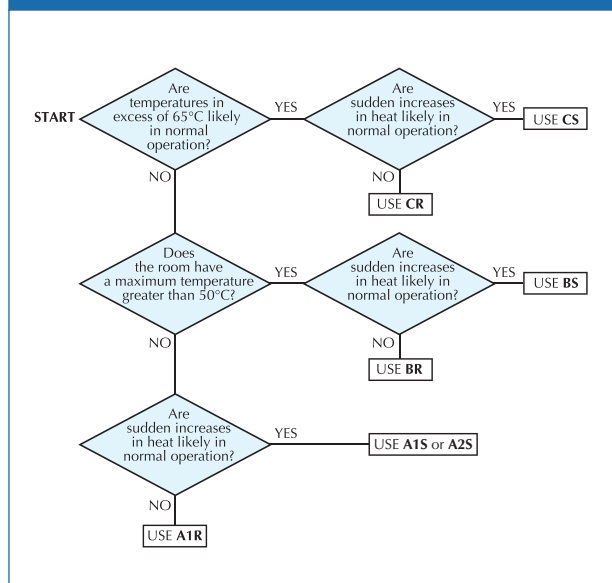 START
Are
temperatures in
excess of 65°C likely
in normal
operation?
YES
Are
sudden increases
in heat likely in
normal operation?
YES
USE CS
NO
USE CR
NO
Does
the room have
a maximum temperature
greater than 50°C?
YES
Are
sudden increases
in heat likely in
normal operation?
YES
USE BS
NO
USE BR
NO
Are
sudden increases
in heat likely in
normal operation?
YES
USE A1S or A2S
NO
USE A1R